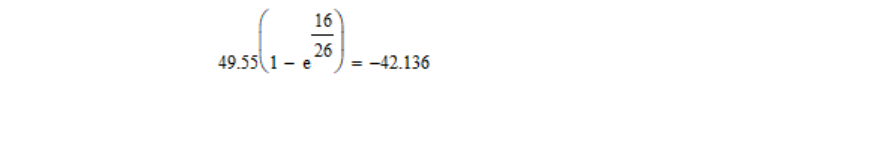 49.55(1 − e^(16/26)) = −42.136